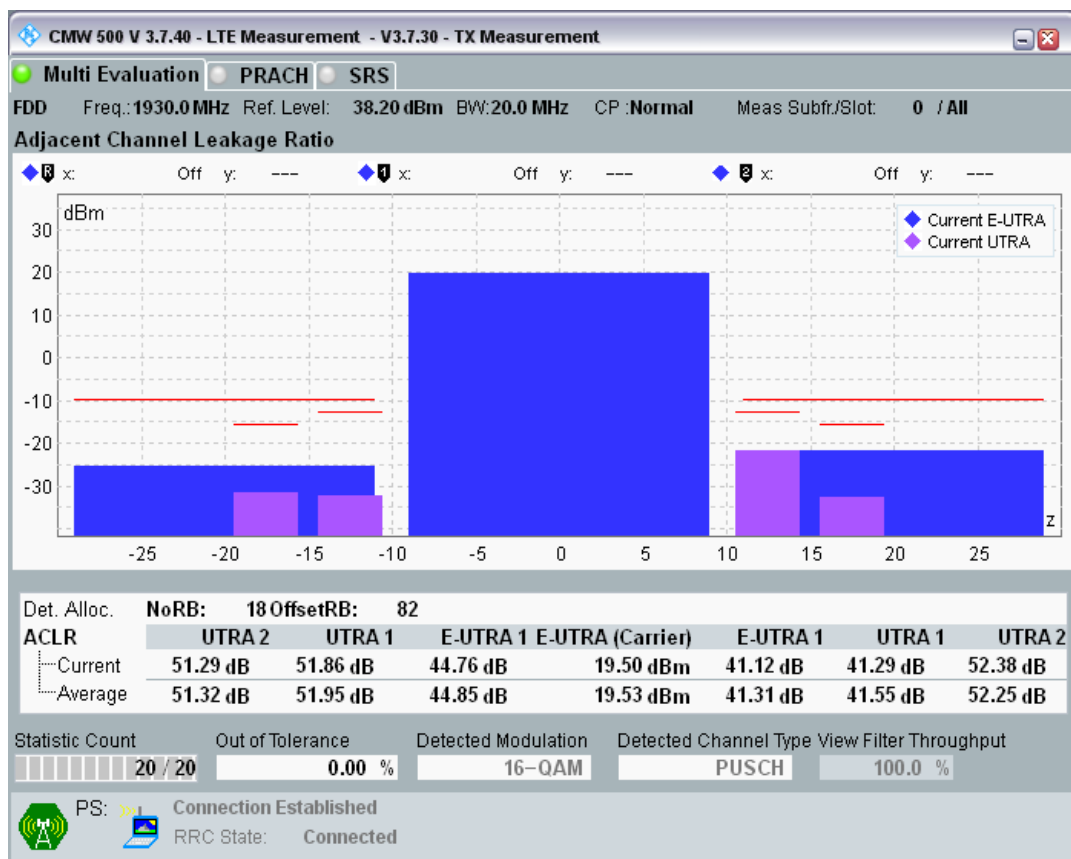 CMW 500 V 3.7.40 - LTE Measurement - V3.7.30 - TX Measurement
Multi Evaluation PRACH SRS
FDD Freq.: 1930.0 MHz Ref. Level: 38.20 dBm BW: 20.0 MHz CP : Normal Meas Subfr./Slot: 0 / All
Adjacent Channel Leakage Ratio
R x: Off y: --- 1 x: Off y: --- 2 x: Off y: ---
dBm
Current E-UTRA
Current UTRA
30
20
10
0
-10
-20
-30
z
-25 -20 -15 -10 -5 0 5 10 15 20 25
Det. Alloc. NoRB: 18 OffsetRB: 82
ACLR UTRA 2 UTRA 1 E-UTRA 1 E-UTRA (Carrier) E-UTRA 1 UTRA 1 UTRA 2
Current 51.29 dB 51.86 dB 44.76 dB 19.50 dBm 41.12 dB 41.29 dB 52.38 dB
Average 51.32 dB 51.95 dB 44.85 dB 19.53 dBm 41.31 dB 41.55 dB 52.25 dB
Statistic Count Out of Tolerance Detected Modulation Detected Channel Type View Filter Throughput
20 / 20 0.00 % 16-QAM PUSCH 100.0 %
PS: Connection Established
RRC State: Connected